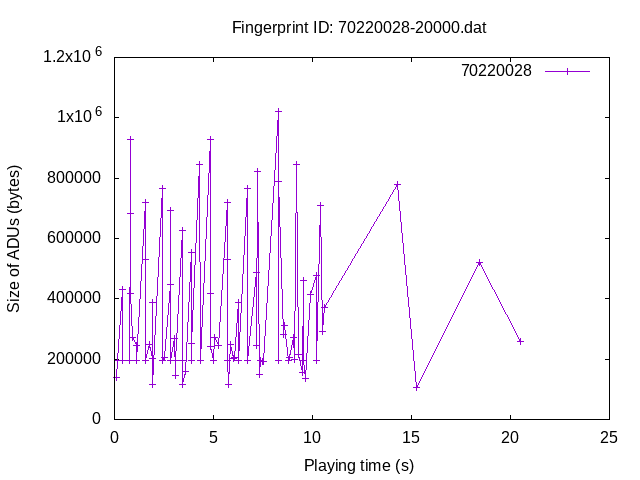 Fingerprint ID: 70220028-20000.dat
70220028
1.2x10^6
1x10^6
800000
600000
400000
200000
0
Size of ADUs (bytes)
0 5 10 15 20 25
Playing time (s)